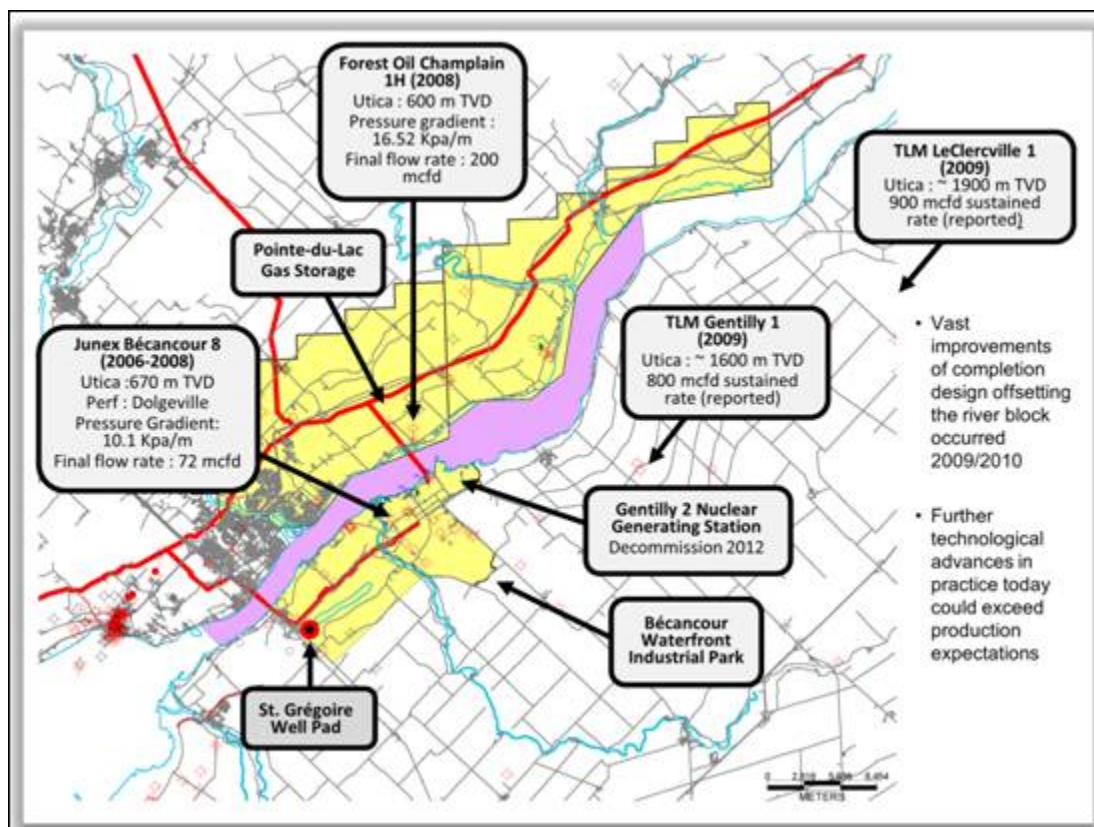 Forest Oil Champlain
1H (2008)
Utica : 600 m TVD
Pressure gradient :
16.52 Kpa/m
Final flow rate : 200
mcfd
TLM LeClercville 1
(2009)
Utica : ~ 1900 m TVD
900 mcfd sustained
rate (reported)
Pointe-du-Lac
Gas Storage
Junex Bécancour 8
(2006-2008)
Utica :670 m TVD
Perf : Dolgeville
Pressure Gradient:
10.1 Kpa/m
Final flow rate : 72 mcfd
TLM Gentilly 1
(2009)
Utica : ~ 1600 m TVD
800 mcfd sustained
rate (reported)
• Vast
improvements
of completion
design offsetting
the river block
occurred
2009/2010
• Further
technological
advances in
practice today
could exceed
production
expectations
Gentilly 2 Nuclear
Generating Station
Decommission 2012
Bécancour
Waterfront
Industrial Park
St. Grégoire
Well Pad
0
METERS